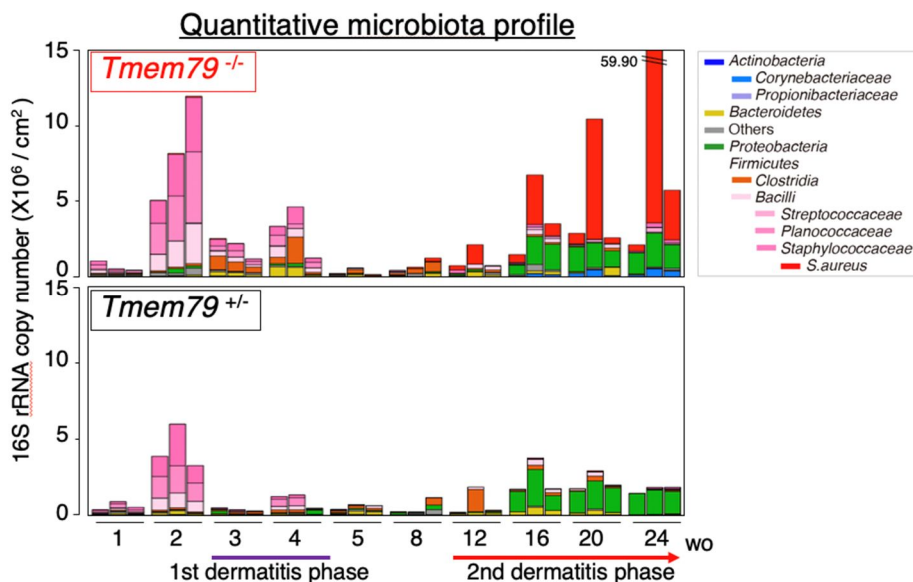 Quantitative microbiota profile
16S rRNA copy number (X10⁶ / cm²)
15
10
5
0
Tmem79 -/-
59.90
Actinobacteria
Corynebacteriaceae
Propionibacteriaceae
Bacteroidetes
Others
Proteobacteria
Firmicutes
Clostridia
Bacilli
Streptococcaceae
Planococcaceae
Staphylococcaceae
S.aureus
15
10
5
0
Tmem79 +/-
1 2 3 4 5 8 12 16 20 24 wo
1st dermatitis phase 2nd dermatitis phase